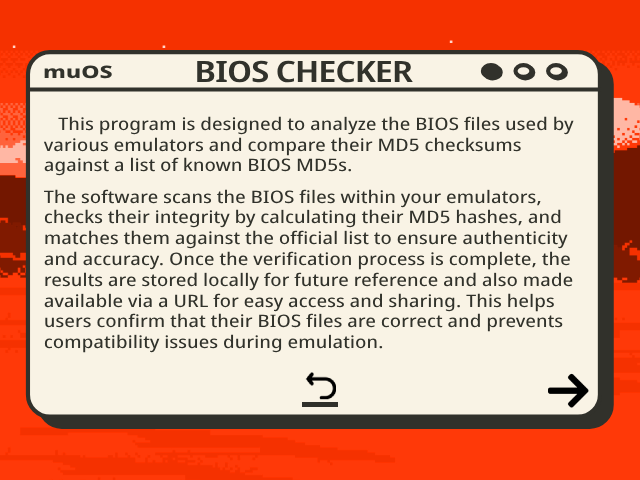 muOS
BIOS CHECKER
This program is designed to analyze the BIOS files used by
various emulators and compare their MD5 checksums
against a list of known BIOS MD5s.
The software scans the BIOS files within your emulators,
checks their integrity by calculating their MD5 hashes, and
matches them against the official list to ensure authenticity
and accuracy. Once the verification process is complete, the
results are stored locally for future reference and also made
available via a URL for easy access and sharing. This helps
users confirm that their BIOS files are correct and prevents
compatibility issues during emulation.